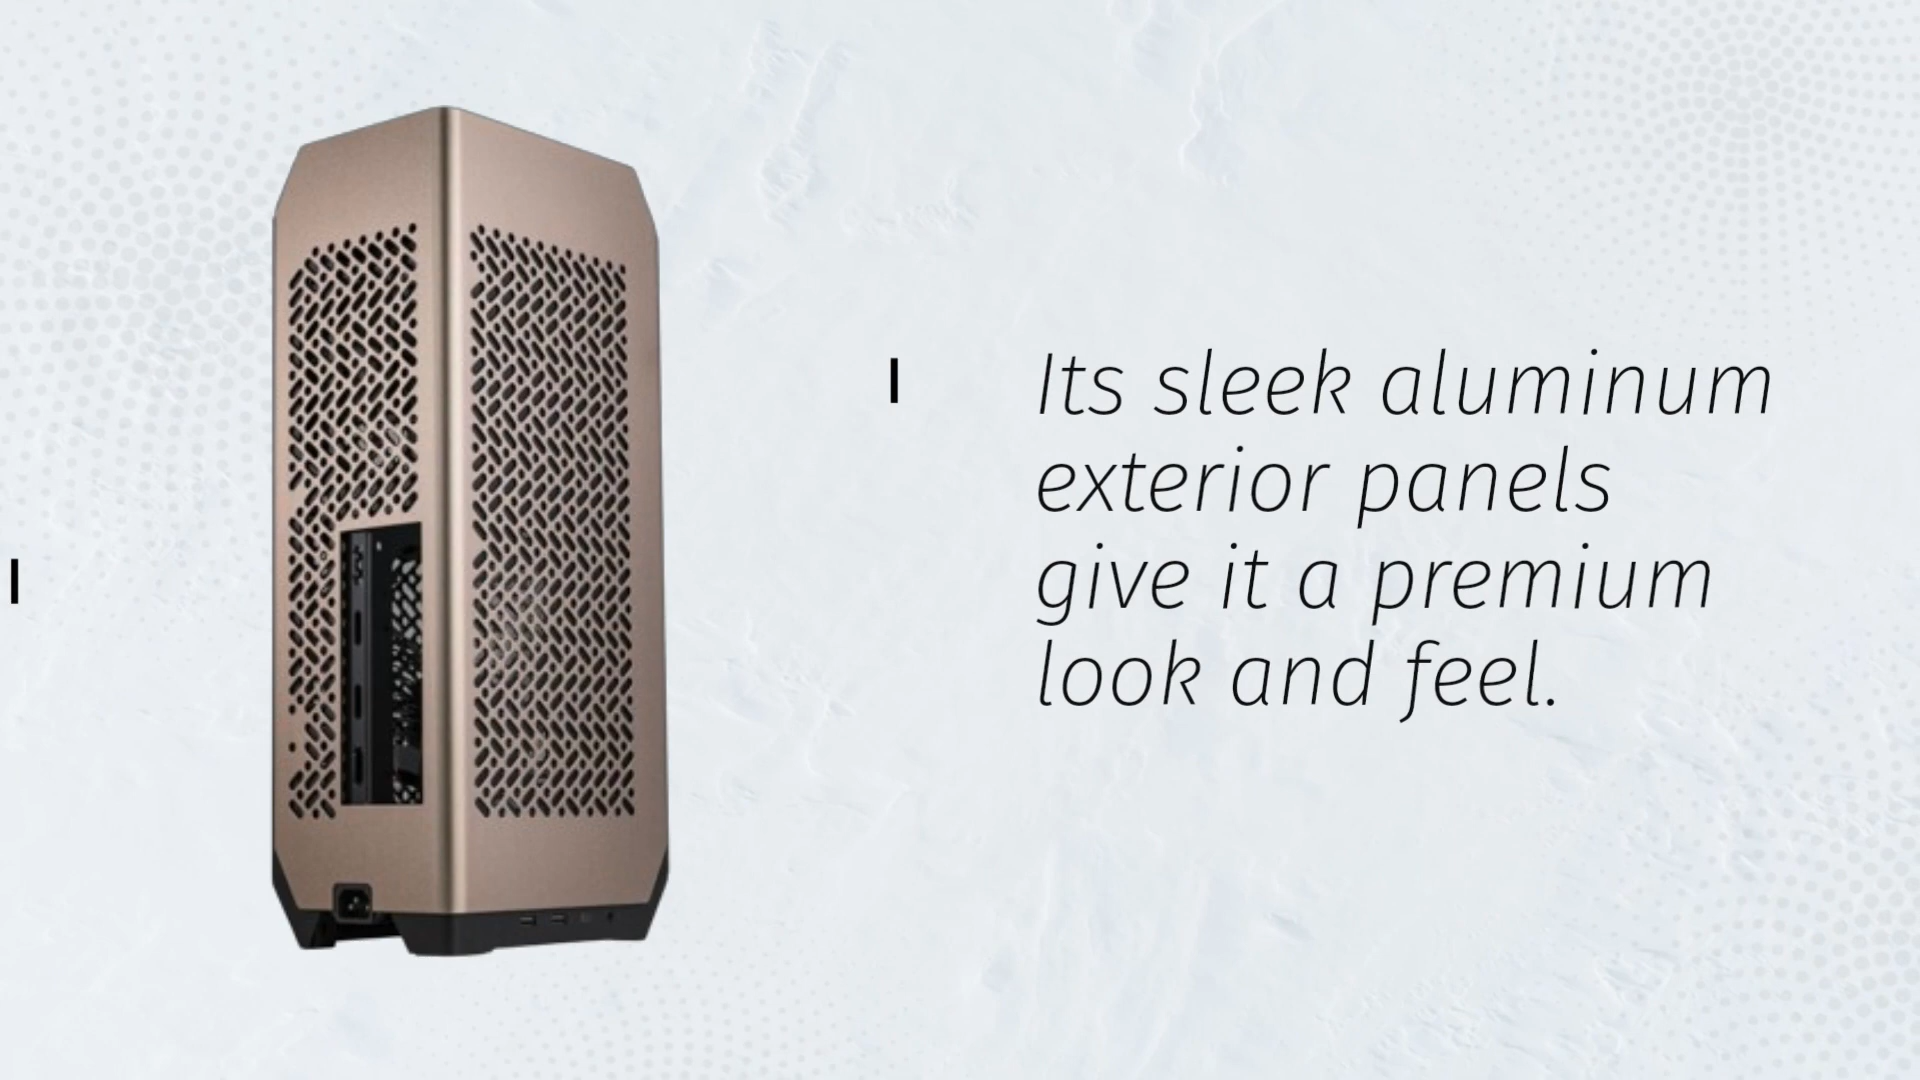 Its sleek aluminum
exterior panels
give it a premium
look and feel.